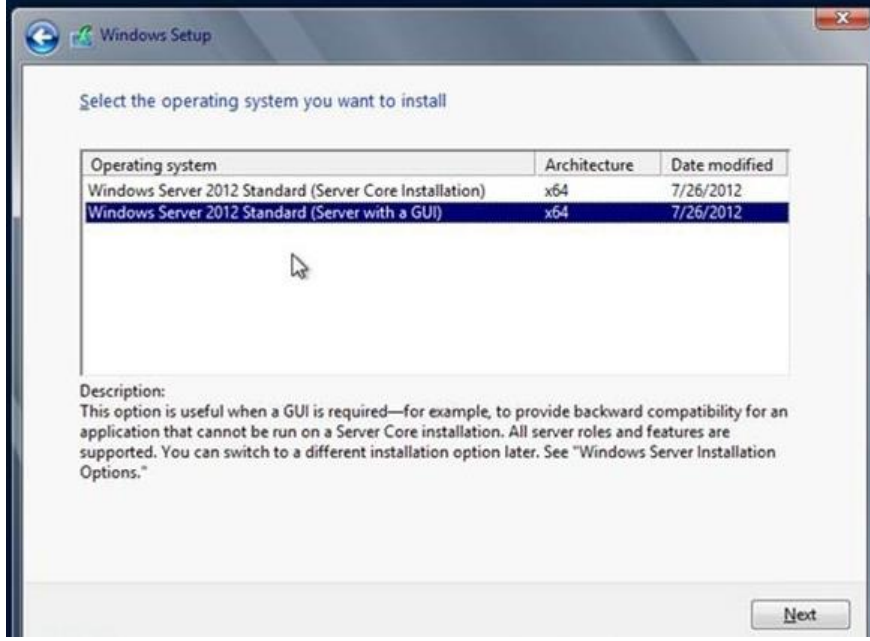 Windows Setup
Select the operating system you want to install
Operating system Architecture Date modified
Windows Server 2012 Standard (Server Core Installation) x64 7/26/2012
Windows Server 2012 Standard (Server with a GUI) x64 7/26/2012
Description:
This option is useful when a GUI is required—for example, to provide backward compatibility for an
application that cannot be run on a Server Core installation. All server roles and features are
supported. You can switch to a different installation option later. See "Windows Server Installation
Options."
Next